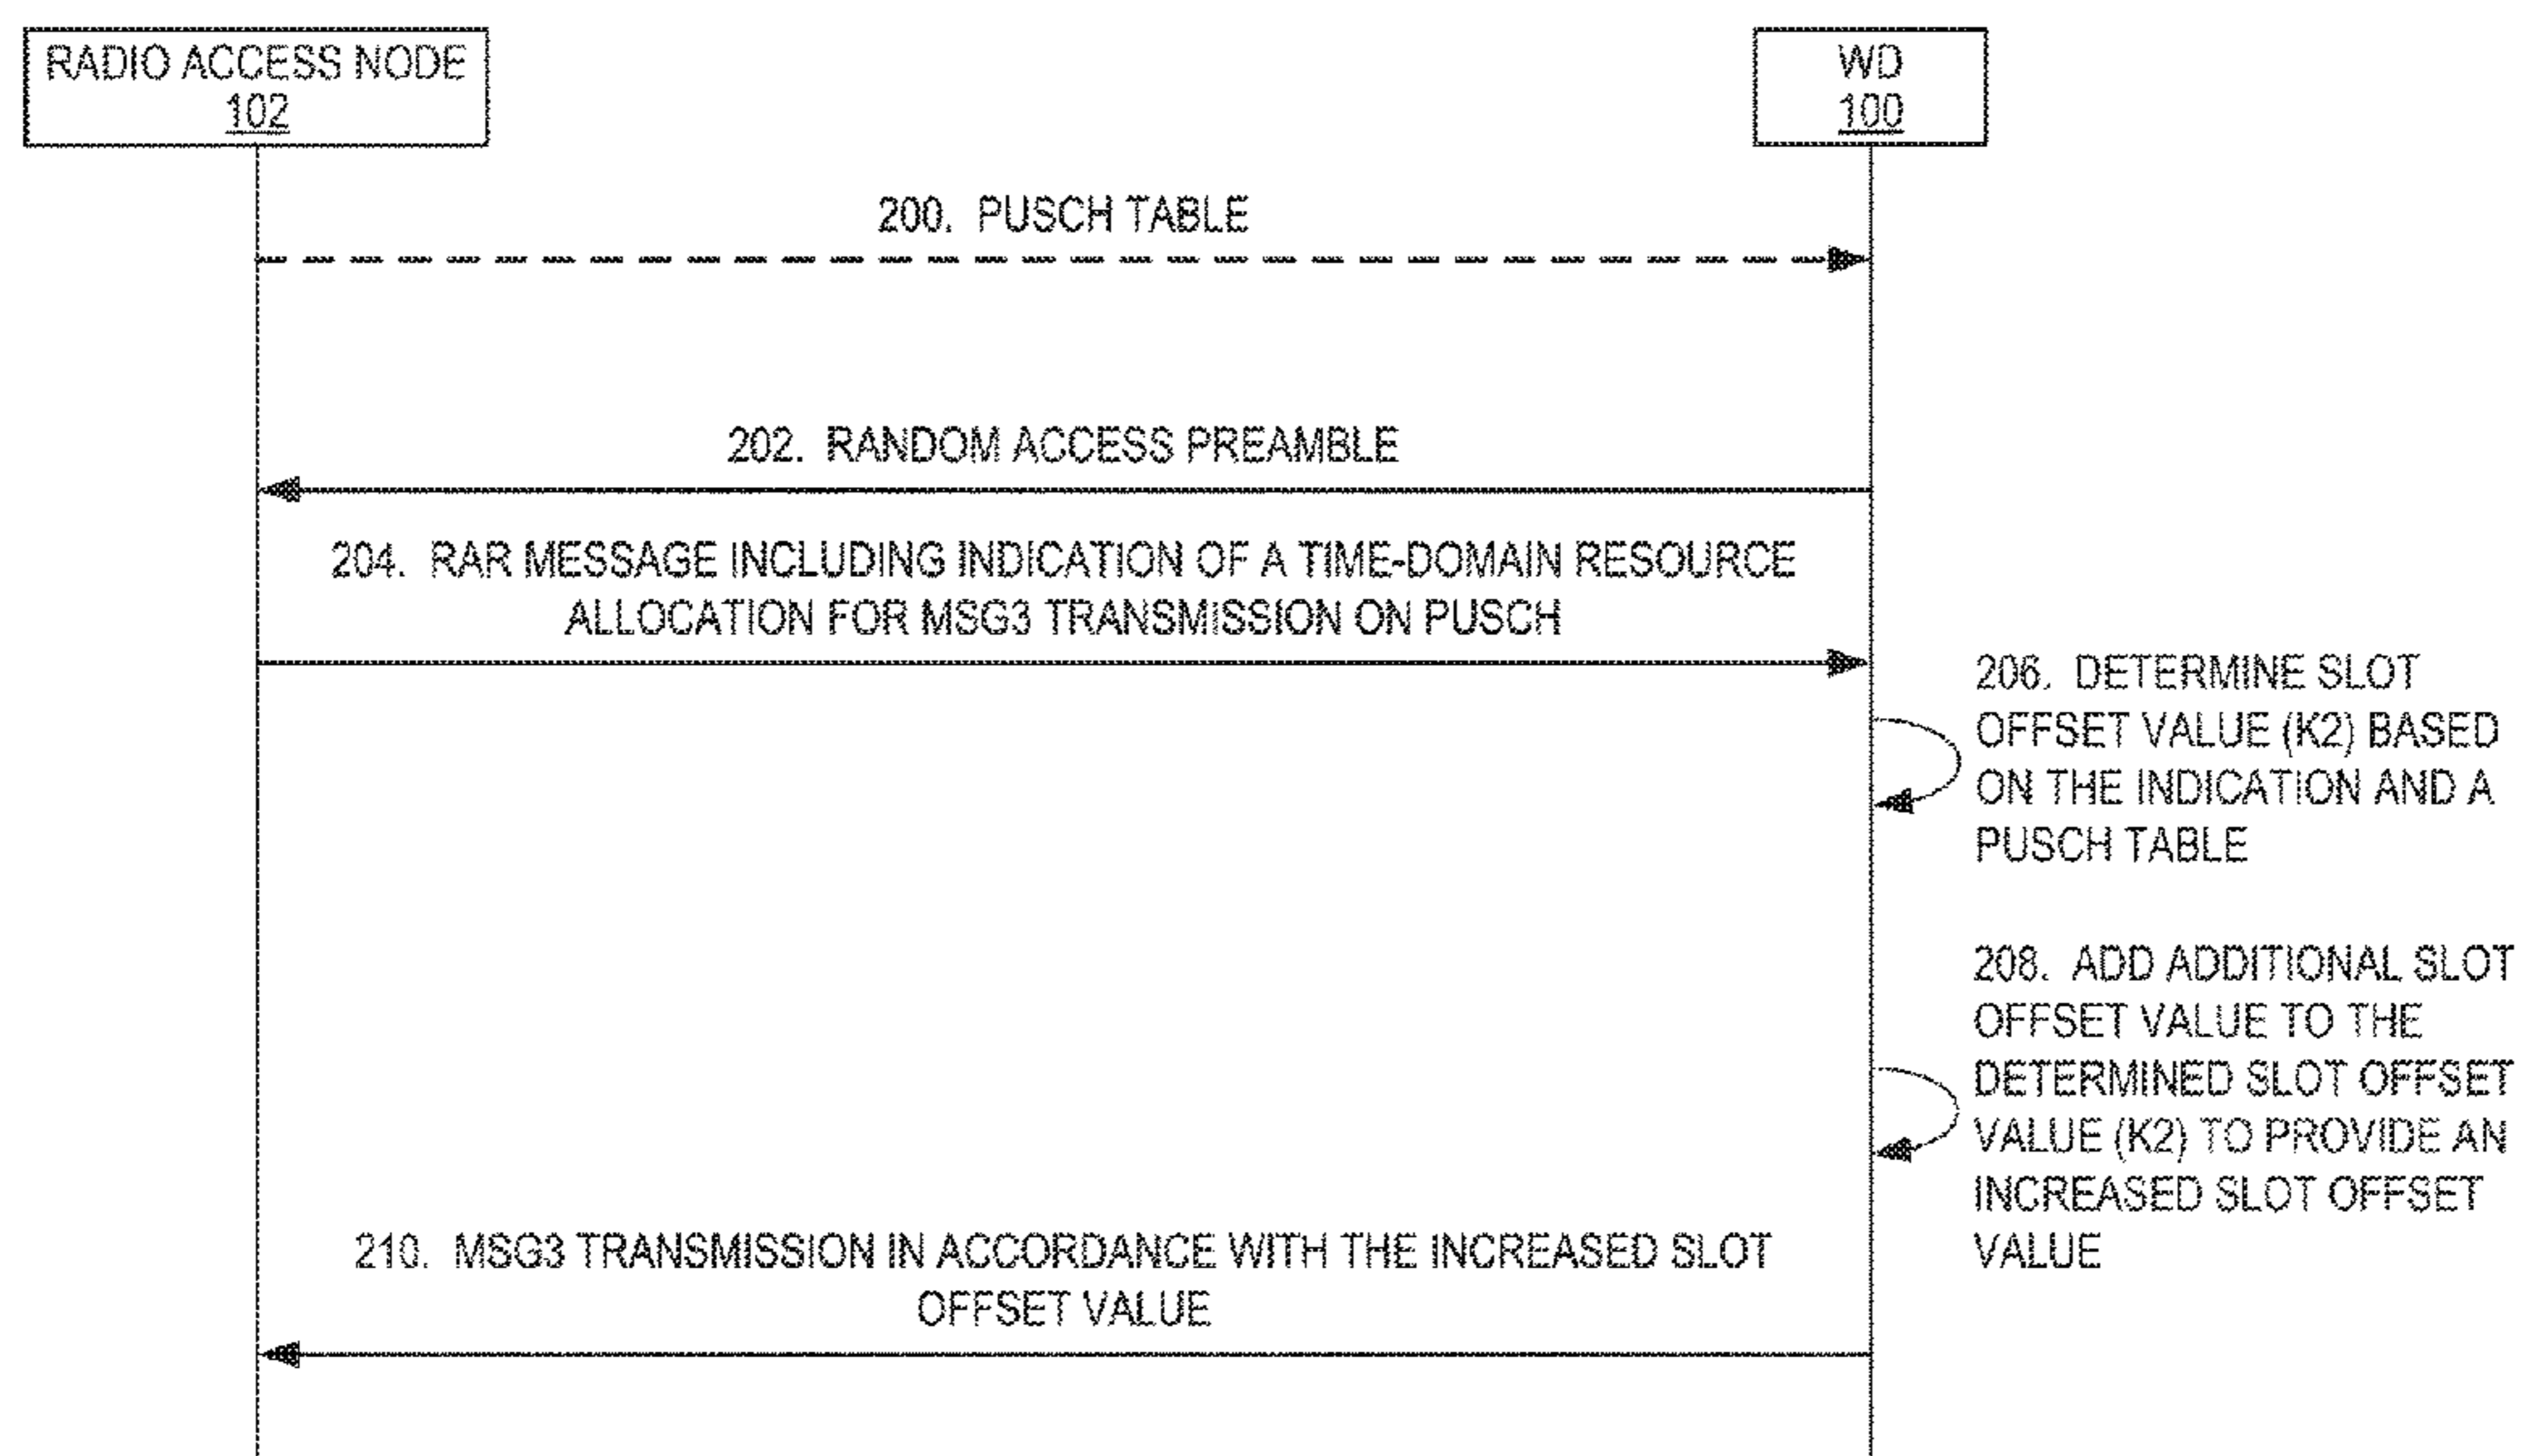 RADIO ACCESS NODE
102
WD
100
200. PUSCH TABLE
202. RANDOM ACCESS PREAMBLE
204. RAR MESSAGE INCLUDING INDICATION OF A TIME-DOMAIN RESOURCE
ALLOCATION FOR MSG3 TRANSMISSION ON PUSCH
206. DETERMINE SLOT
OFFSET VALUE (K2) BASED
ON THE INDICATION AND A
PUSCH TABLE
208. ADD ADDITIONAL SLOT
OFFSET VALUE TO THE
DETERMINED SLOT OFFSET
VALUE (K2) TO PROVIDE AN
INCREASED SLOT OFFSET
VALUE
210. MSG3 TRANSMISSION IN ACCORDANCE WITH THE INCREASED SLOT
OFFSET VALUE